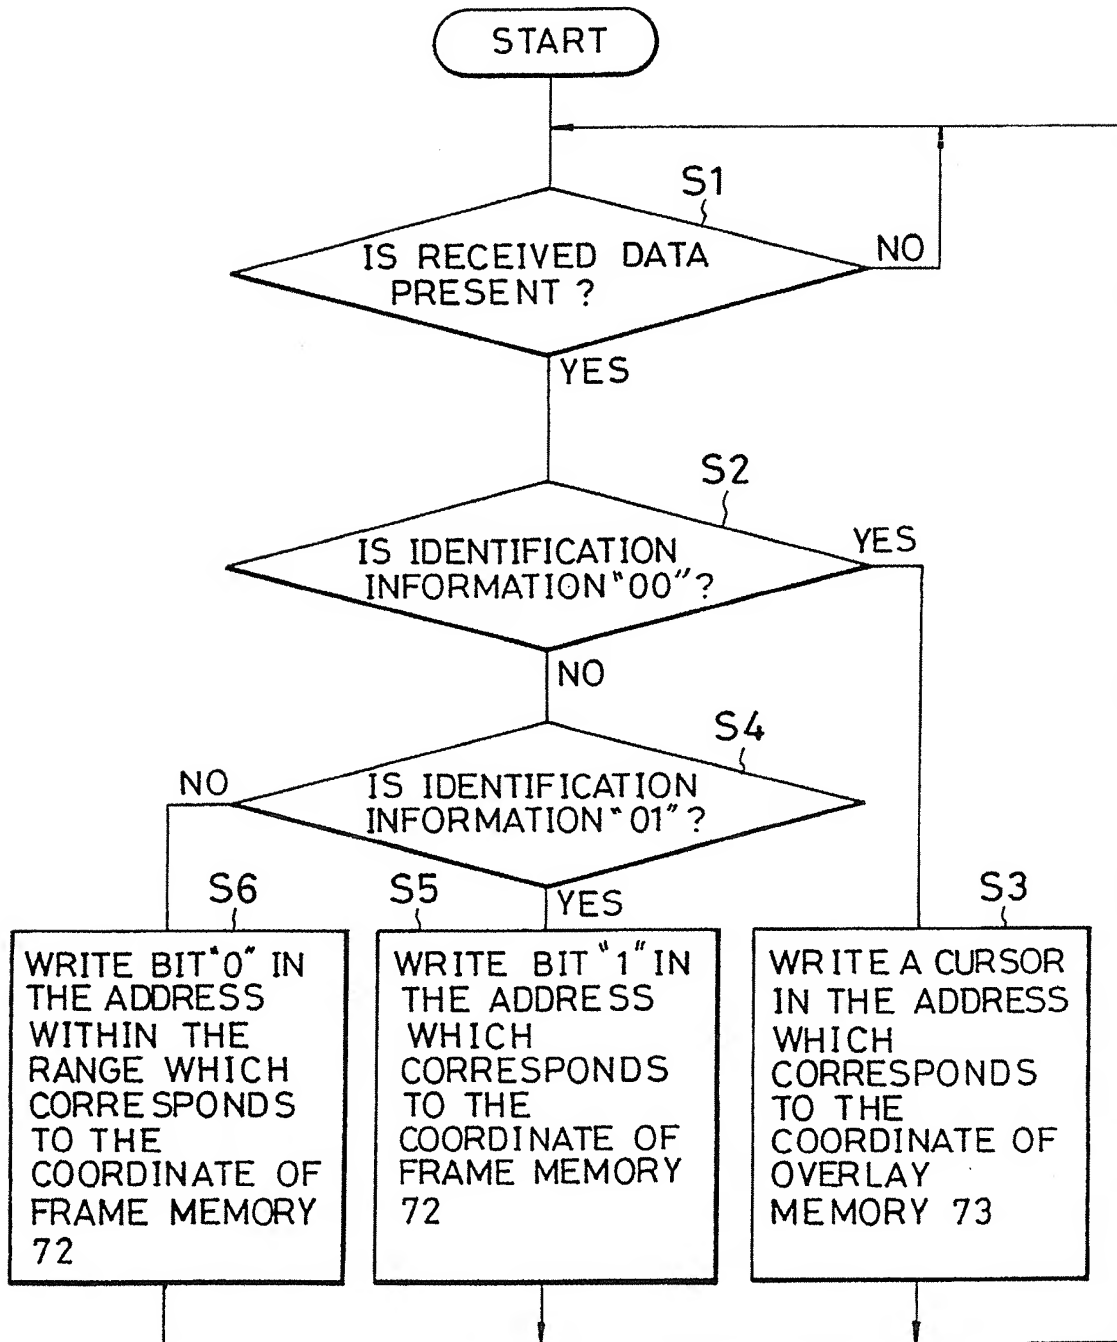 START
S1
IS RECEIVED DATA
PRESENT ?
NO
YES
S2
IS IDENTIFICATION
INFORMATION "00" ?
YES
NO
S4
IS IDENTIFICATION
INFORMATION "01" ?
NO
YES
S6
WRITE BIT "0" IN
THE ADDRESS
WITHIN THE
RANGE WHICH
CORRESPONDS
TO THE
COORDINATE OF
FRAME MEMORY
72
S5
WRITE BIT "1" IN
THE ADDRESS
WHICH
CORRESPONDS
TO THE
COORDINATE OF
FRAME MEMORY
72
S3
WRITE A CURSOR
IN THE ADDRESS
WHICH
CORRESPONDS
TO THE
COORDINATE OF
OVERLAY
MEMORY 73